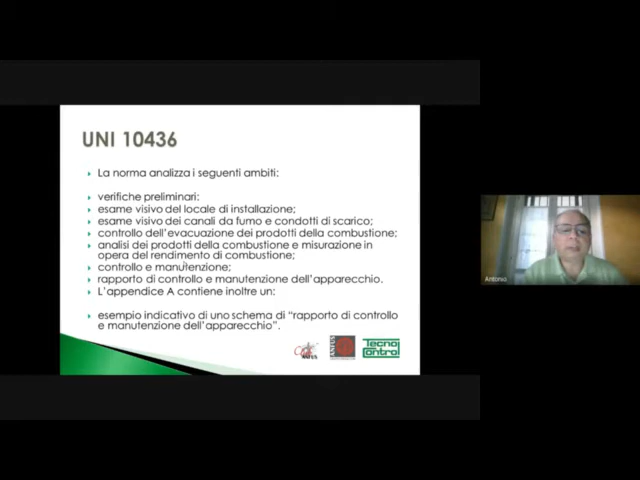 UNI 10436
La norma analizza i seguenti ambiti:
verifiche preliminari:
esame visivo del locale di installazione;
esame visivo dei canali da fumo e condotti di scarico;
controllo dell'evacuazione dei prodotti della combustione;
analisi dei prodotti della combustione e misurazione in
opera del rendimento di combustione;
controllo e manutenzione;
rapporto di controllo e manutenzione dell'apparecchio.
L'appendice A contiene inoltre un:
esempio indicativo di uno schema di "rapporto di controllo
e manutenzione dell'apparecchio".
Tecno
Control
Antonio